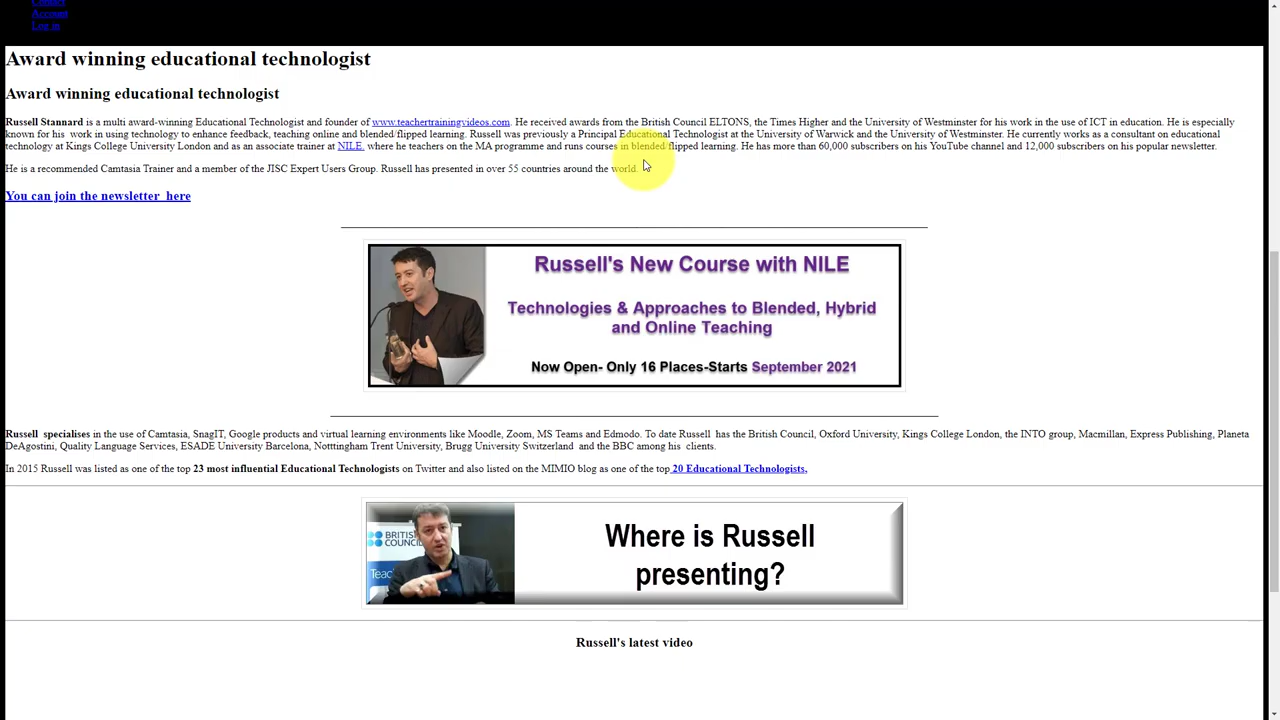 Contact
Account
Log in
Award winning educational technologist
Award winning educational technologist
Russell Stannard is a multi award-winning Educational Technologist and founder of www.teachertrainingvideos.com. He received awards from the British Council ELTONS, the Times Higher and the University of Westminster for his work in the use of ICT in education. He is especially
known for his work in using technology to enhance feedback, teaching online and blended/flipped learning. Russell was previously a Principal Educational Technologist at the University of Warwick and the University of Westminster. He currently works as a consultant on educational
technology at Kings College University London and as an associate trainer at NILE, where he teachers on the MA programme and runs courses in blended/flipped learning. He has more than 60,000 subscribers on his YouTube channel and 12,000 subscribers on his popular newsletter.
He is a recommended Camtasia Trainer and a member of the JISC Expert Users Group. Russell has presented in over 55 countries around the world.
You can join the newsletter here
Russell's New Course with NILE
Technologies & Approaches to Blended, Hybrid
and Online Teaching
Now Open- Only 16 Places-Starts September 2021
Russell specialises in the use of Camtasia, SnagIT, Google products and virtual learning environments like Moodle, Zoom, MS Teams and Edmodo. To date Russell has the British Council, Oxford University, Kings College London, the INTO group, Macmillan, Express Publishing, Planeta
DeAgostini, Quality Language Services, ESADE University Barcelona, Notttingham Trent University, Brugg University Switzerland and the BBC among his clients.
In 2015 Russell was listed as one of the top 23 most influential Educational Technologists on Twitter and also listed on the MIMIO blog as one of the top 20 Educational Technologists.
BRITISH
COUNCIL
Teac
Where is Russell
presenting?
Russell's latest video